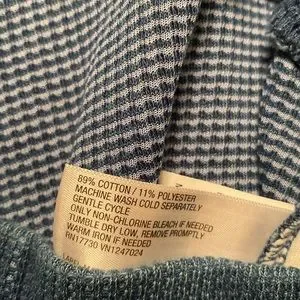 89% COTTON / 11% POLYESTER
MACHINE WASH COLD SEPARATELY
GENTLE CYCLE
ONLY NON-CHLORINE BLEACH IF NEEDED
TUMBLE DRY LOW, REMOVE PROMPTLY
WARM IRON IF NEEDED
RN17730 VN1247024